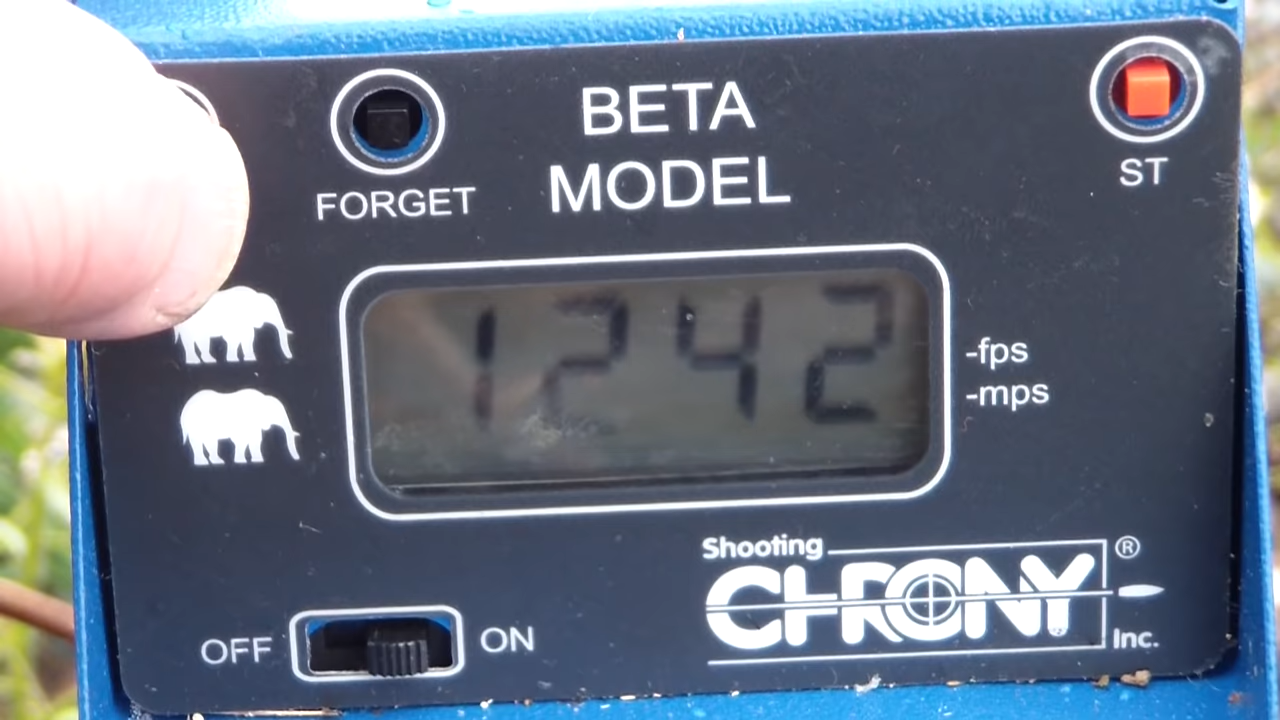 BETA
MODEL
FORGET
ST
1242
-fps
-mps
Shooting
CHRONY ®
Inc.
OFF ON